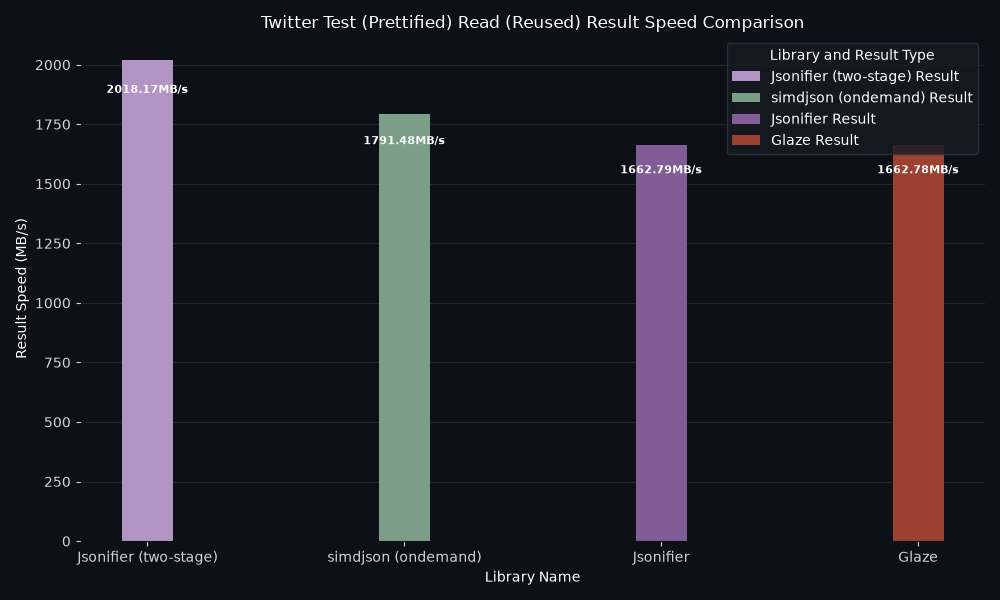 Twitter Test (Prettified) Read (Reused) Result Speed Comparison
Library and Result Type
Jsonifier (two-stage) Result
simdjson (ondemand) Result
Jsonifier Result
Glaze Result
Result Speed (MB/s)
2000
1750
1500
1250
1000
750
500
250
0
2018.17MB/s
1791.48MB/s
1662.79MB/s
1662.78MB/s
Jsonifier (two-stage)
simdjson (ondemand)
Jsonifier
Glaze
Library Name